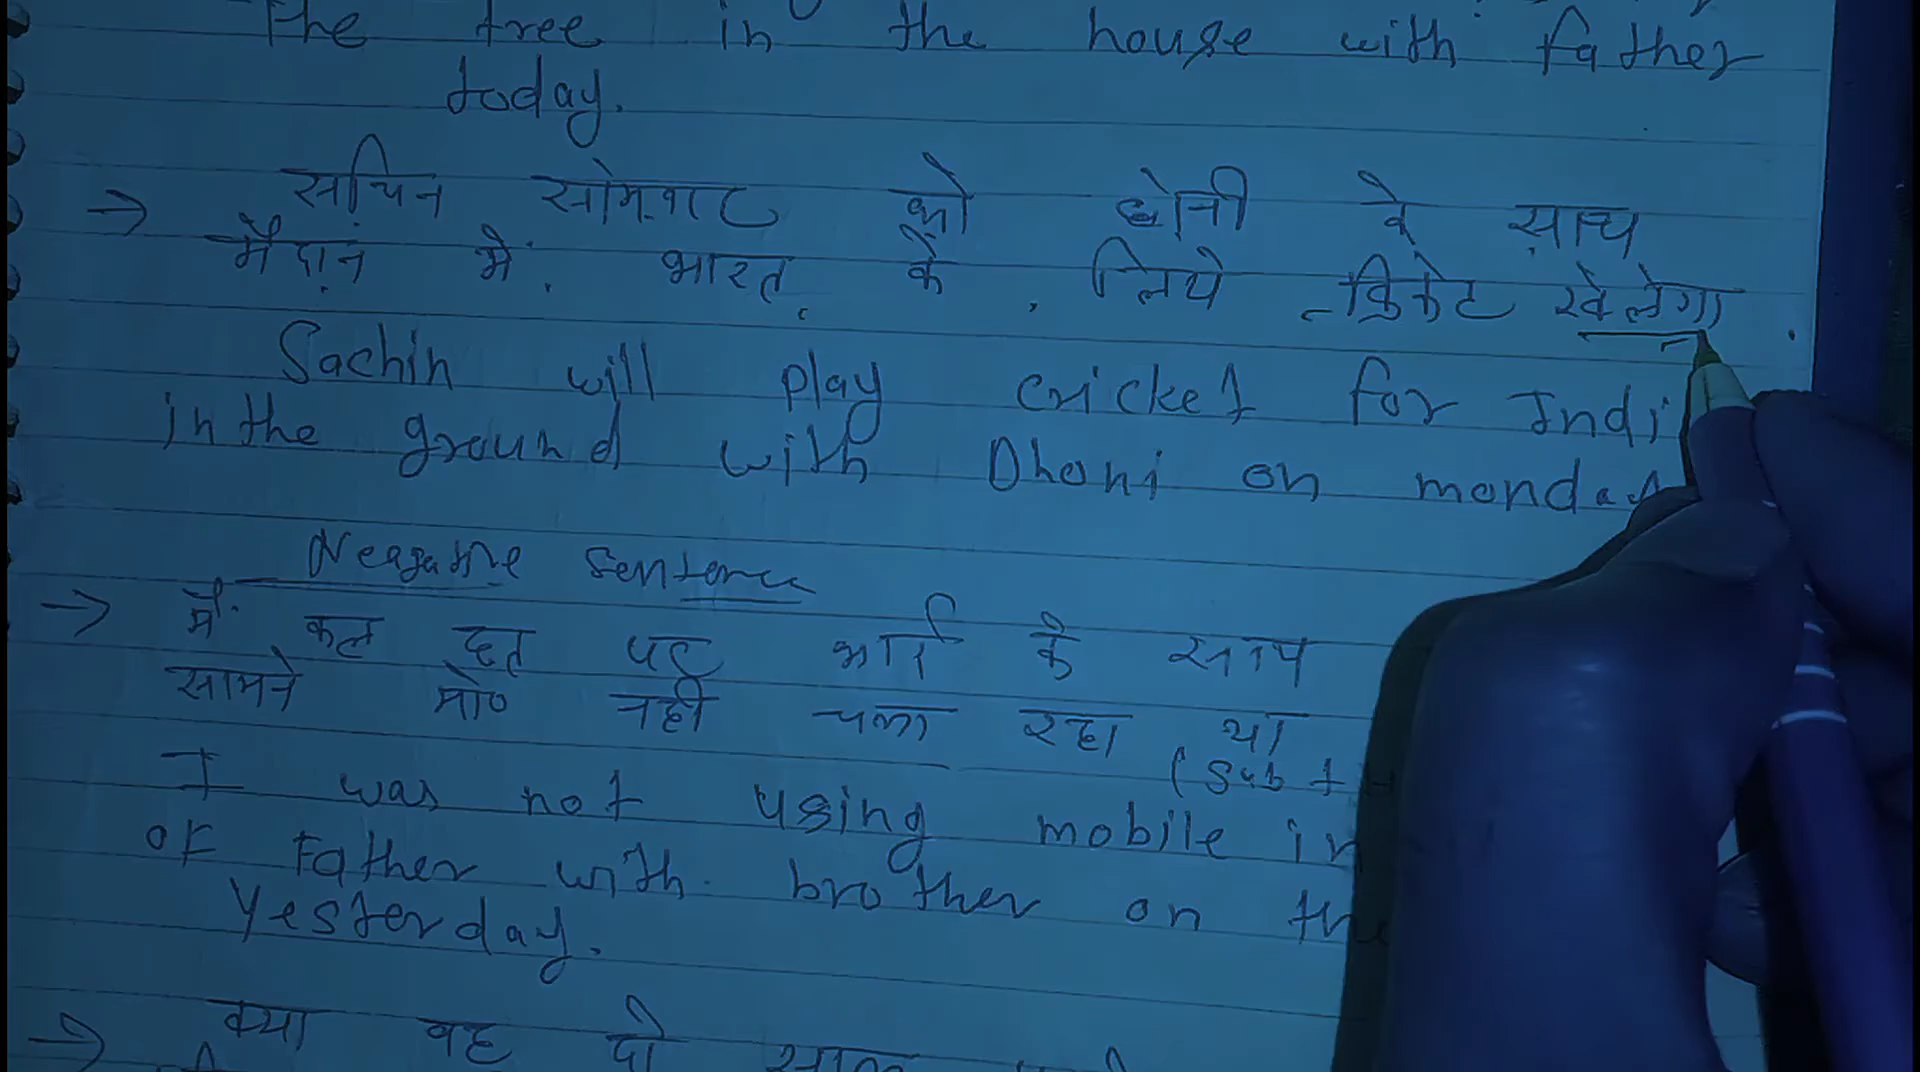 The tree in the house with father
today.
→ सचिन सोमवार को धोनी के साथ
मैदान में भारत के लिये क्रिकेट खेलेगा.
Sachin will play cricket for Indi
in the ground with Dhoni on monday
Negative Sentence
→ मैं कल छत पर भाई के साथ
सामने मो० नही चला रहा था
(Sub +
I was not using mobile in
of Father with brother on the
Yesterday.
→ क्या वह दो साल